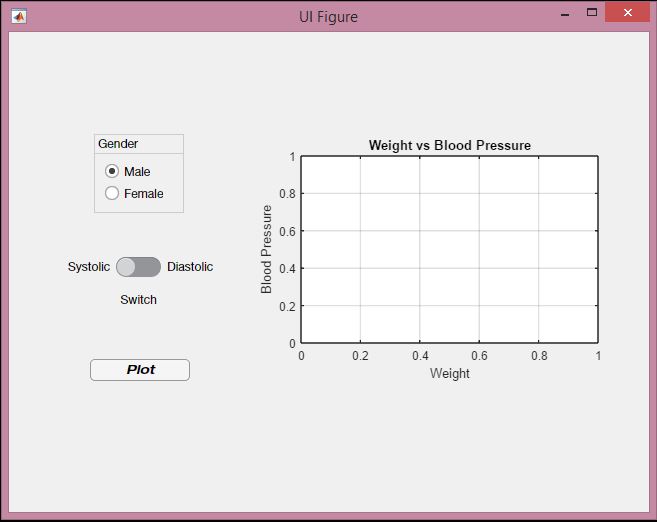 UI Figure
Gender
Male
Female
Systolic
Diastolic
Switch
Plot
Weight vs Blood Pressure
Blood Pressure
1
0.8
0.6
0.4
0.2
0
0 0.2 0.4 0.6 0.8 1
Weight